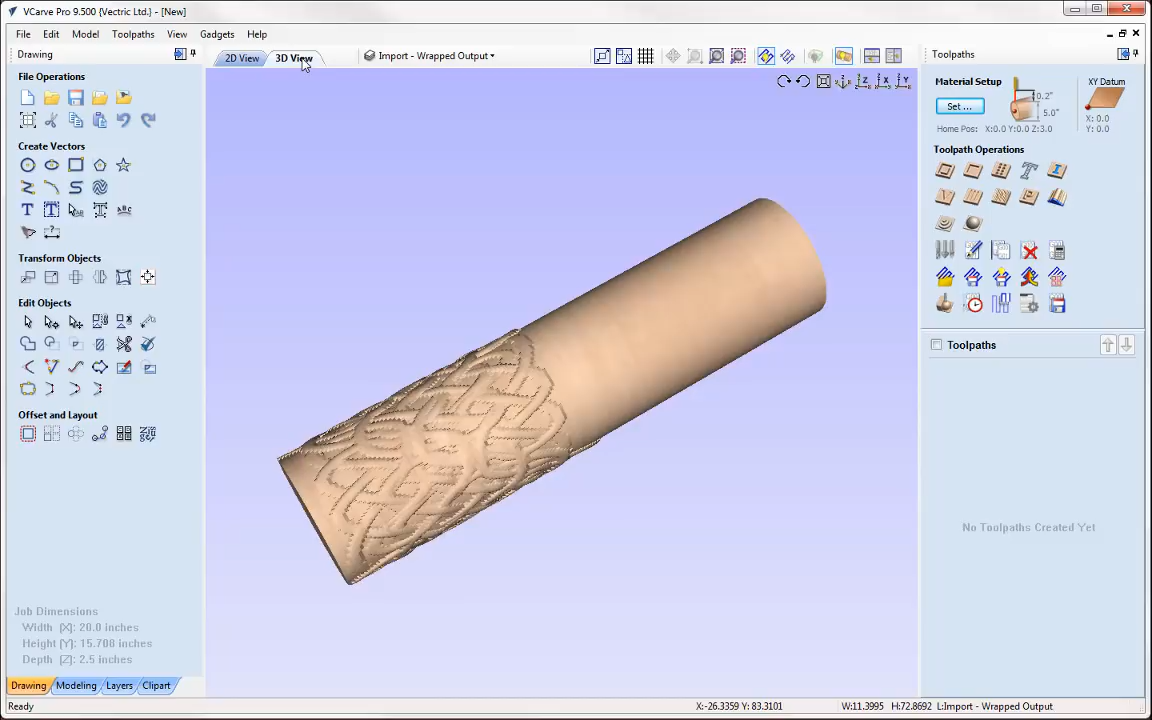 VCarve Pro 9.500 {Vectric Ltd.} - [New]
File Edit Model Toolpaths View Gadgets Help
Drawing
2D View
3D View
Import - Wrapped Output
Toolpaths
File Operations
Create Vectors
Transform Objects
Edit Objects
Offset and Layout
Job Dimensions
Width (X): 20.0 inches
Height (Y): 15.708 inches
Depth (Z): 2.5 inches
Drawing Modeling Layers Clipart
Material Setup
Set ...
0.2"
5.0"
XY Datum
X: 0.0
Y: 0.0
Home Pos: X:0.0 Y:0.0 Z:3.0
Toolpath Operations
Toolpaths
No Toolpaths Created Yet
Ready
X:-26.3359 Y: 83.3101
W:11.3995 H:72.8692 L:Import - Wrapped Output